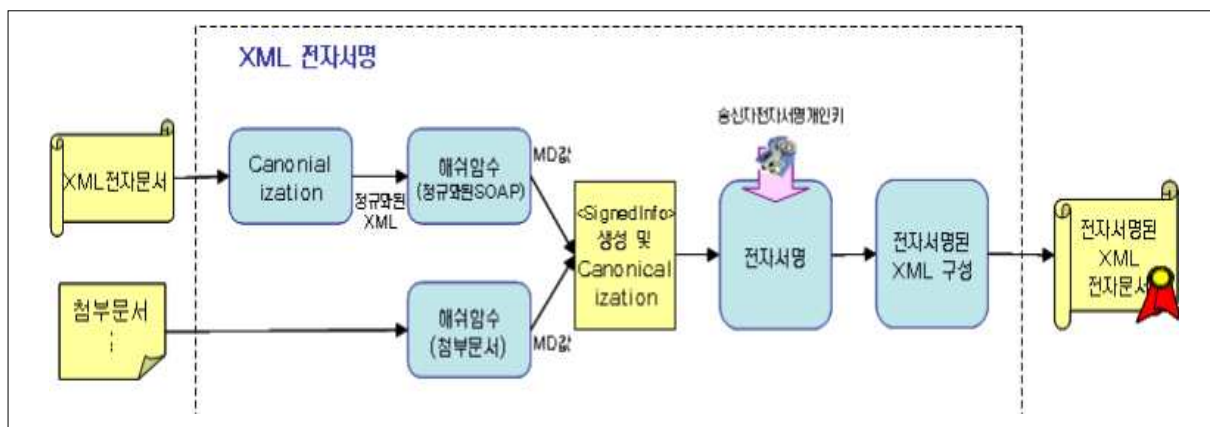 XML 전자서명
송신자전자서명개인키
XML전자문서
Canonial
ization
정규화된
XML
해쉬함수
(정규화된SOAP)
MD값
<SignedInfo>
생성 및
Canonical
ization
전자서명
전자서명된
XML 구성
전자서명된
XML
전자문서
첨부문서
⋮
해쉬함수
(첨부문서)
MD값